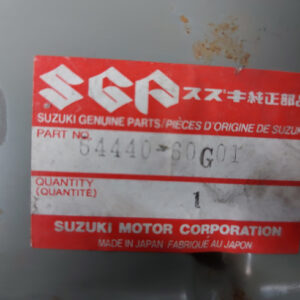 SGP スズキ純正部品
SUZUKI GENUINE PARTS/PIÈCES D'ORIGINE DE SUZUKI
PART NO.
64440-60G01
QUANTITY
(QUANTITÉ)
1
SUZUKI MOTOR CORPORATION
MADE IN JAPAN FABRIQUÉ AU JAPON